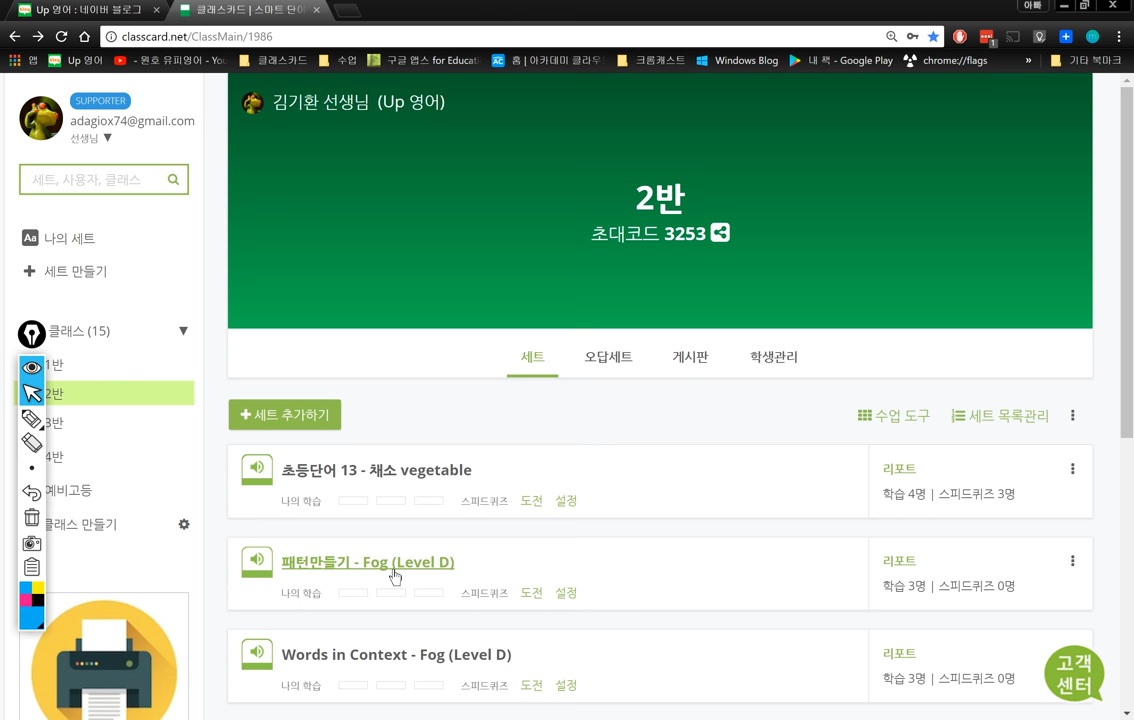 Up 영어 : 네이버 블로그
클래스카드 | 스마트 단어
아빠
classcard.net/ClassMain/1986
앱
Up 영어
- 원호 유피영어 - You
클래스카드
수업
구글 앱스 for Educati
홈 | 아카데미 클라우
크롬캐스트
Windows Blog
내 책 - Google Play
chrome://flags
»
기타 북마크
SUPPORTER
adagiox74@gmail.com
선생님 ▼
세트, 사용자, 클래스
Aa 나의 세트
+ 세트 만들기
클래스 (15) ▼
1반
2반
3반
4반
예비고등
클래스 만들기
김기환 선생님 (Up 영어)
2반
초대코드 3253
세트
오답세트
게시판
학생관리
+ 세트 추가하기
수업 도구
세트 목록관리
초등단어 13 - 채소 vegetable
나의 학습
스피드퀴즈 도전 설정
리포트
학습 4명 | 스피드퀴즈 3명
패턴만들기 - Fog (Level D)
나의 학습
스피드퀴즈 도전 설정
리포트
학습 3명 | 스피드퀴즈 0명
Words in Context - Fog (Level D)
나의 학습
스피드퀴즈 도전 설정
리포트
학습 3명 | 스피드퀴즈 0명
고객
센터